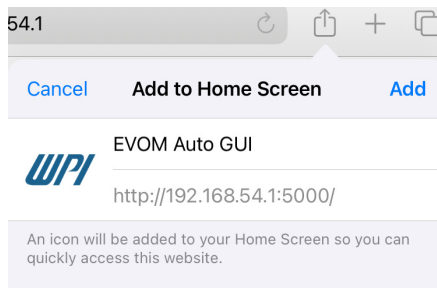 54.1
Cancel Add to Home Screen Add
WPI EVOM Auto GUI
http://192.168.54.1:5000/
An icon will be added to your Home Screen so you can
quickly access this website.